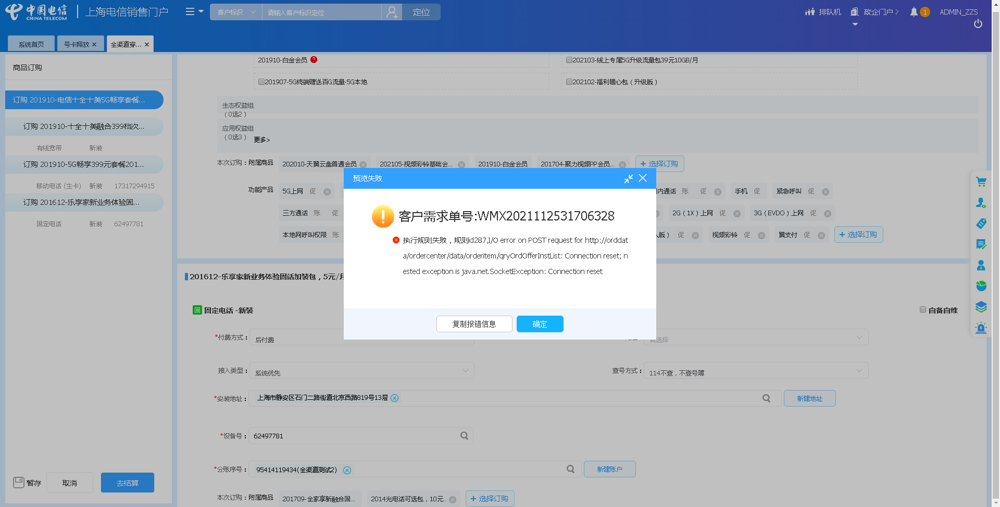 中国电信
CHINA TELECOM
上海电信销售门户
客户标识
请输入客户标识定位
定位
排队机
政企门户
1
ADMIN_ZZS
系统首页
号卡释放
全渠道穿...
商品订购
订购 201910-电信十全十美5G畅享套餐...
订购 201910-十全十美融合399档次...
有线宽带 新装
订购 201910-5G畅享399元套餐201...
移动电话 (主卡) 新装 17317294915
订购 201612-乐享家新业务体验固...
固定电话 新装 62497781
暂存
取消
去结算
201910-白金会员
202103-线上专属5G升级流量包39元10GB/月
201907-5G终端赠送百G流量-5G本地
202102-福利暖心包（升级版）
生态权益组
（0选2）
应用权益组
（0选3）
更多>
本次订购：附属商品
202010-天翼云盘普通会员
202105-视频彩铃基础会...
201910-白金会员
201704-聚力视频PP会员...
+ 选择订购
功能产品
5G上网 促
内通话 账 促
手机 促
紧急呼叫 促
三方通话 账 促
2G（1X）上网 促
3G（EVDO）上网 促
本地网呼叫权限 账
版） 促
视频彩铃 促
翼支付 促
+ 选择订购
预览失败
客户需求单号:WMX2021112531706328
执行规则失败，规则id287,I/O error on POST request for http://orddat
a/ordercenter/data/orderitem/qryOrdOfferInstList: Connection reset; n
ested exception is java.net.SocketException: Connection reset
复制报错信息
确定
201612-乐享家新业务体验固话加装包，5元/月
固 固定电话 -新装
自备自维
*付费方式：
后付费
请选择
接入类型：
系统优先
查号方式：
114不查，不登号簿
*安装地址：
上海市静安区石门二路街道北京西路819号13层
新建地址
*设备号：
62497781
*分账序号：
95414119434(全渠道测试2)
新建账户
本次订购：附属商品
201709-全家享新融合固...
2014光电话可选包，10元..
+ 选择订购